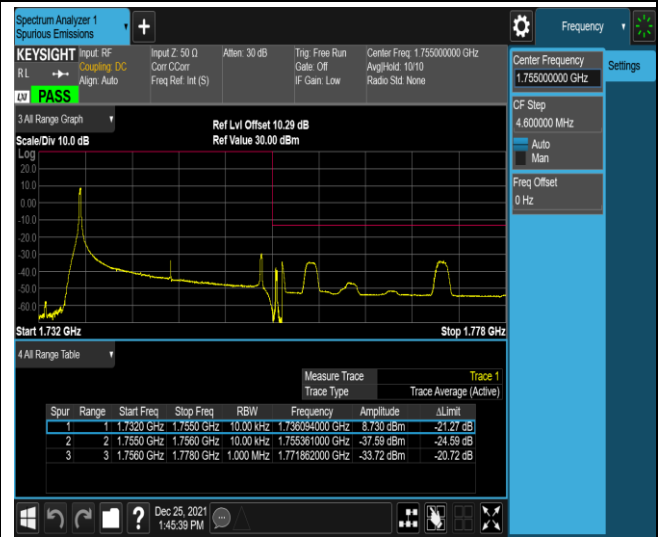 Spectrum Analyzer 1
Spurious Emissions
Frequency
KEYSIGHT
Input: RF
Input Z: 50 Ω
Atten: 30 dB
Trig: Free Run
Center Freq: 1.755000000 GHz
R L
Coupling: DC
Corr CCorr
Gate: Off
Avg|Hold: 10/10
Align: Auto
Freq Ref: Int (S)
IF Gain: Low
Radio Std: None
LXI
PASS
Center Frequency
1.755000000 GHz
Settings
CF Step
4.600000 MHz
Auto
Man
Freq Offset
0 Hz
3 All Range Graph
Ref Lvl Offset 10.29 dB
Scale/Div 10.0 dB
Ref Value 30.00 dBm
Log
20.0
10.0
0.00
-10.0
-20.0
-30.0
-40.0
-50.0
-60.0
Start 1.732 GHz
Stop 1.778 GHz
4 All Range Table
Measure Trace Trace 1
Trace Type Trace Average (Active)
Spur Range Start Freq Stop Freq RBW Frequency Amplitude ΔLimit
1 1 1.7320 GHz 1.7550 GHz 10.00 kHz 1.736094000 GHz 8.730 dBm -21.27 dB
2 2 1.7550 GHz 1.7560 GHz 10.00 kHz 1.755361000 GHz -37.59 dBm -24.59 dB
3 3 1.7560 GHz 1.7780 GHz 1.000 MHz 1.771862000 GHz -33.72 dBm -20.72 dB
Dec 25, 2021
1:45:39 PM